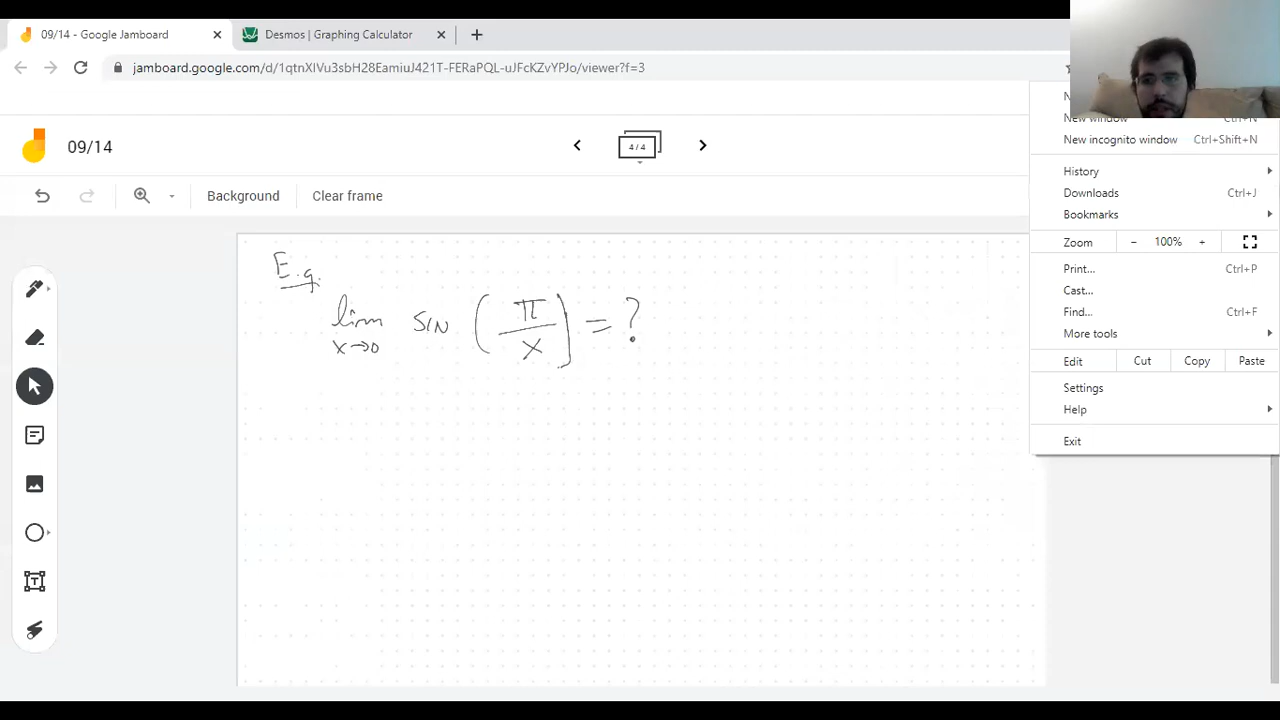 09/14 - Google Jamboard
Desmos | Graphing Calculator
jamboard.google.com/d/1qtnXIVu3sbH28EamiuJ421T-FERaPQL-uJFcKZvYPJo/viewer?f=3
New window Ctrl+N
New incognito window Ctrl+Shift+N
09/14
4 / 4
History
Downloads Ctrl+J
Background
Clear frame
Bookmarks
Zoom - 100% +
Print... Ctrl+P
Cast...
Find... Ctrl+F
More tools
Edit Cut Copy Paste
Settings
Help
Exit
E.g.
lim x→0 sin (π/x) = ?